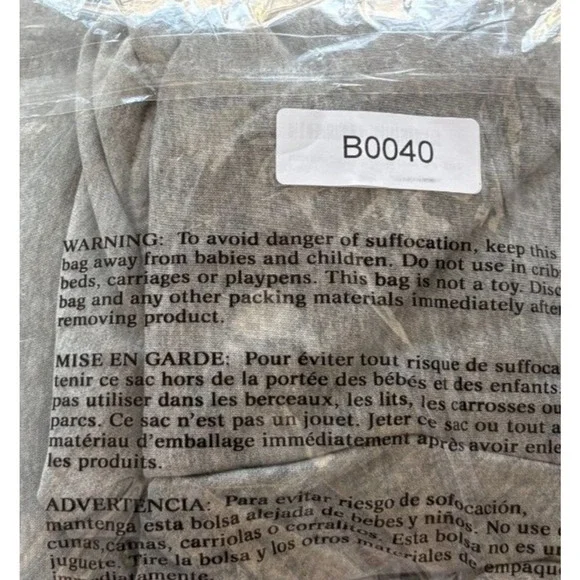 B0040
WARNING: To avoid danger of suffocation, keep this
bag away from babies and children. Do not use in crib
beds, carriages or playpens. This bag is not a toy. Disc
bag and any other packing materials immediately after
removing product.
MISE EN GARDE: Pour éviter tout risque de suffoca
tenir ce sac hors de la portée des bébés et des enfants.
pas utiliser dans les berceaux, les lits, les carrosses ou
parcs. Ce sac n'est pas un jouet. Jeter ce sac ou tout a
matériau d'emballage immédiatement après avoir enle
les produits.
ADVERTENCIA: Para evitar riesgo de sofocación,
mantenga esta bolsa alejada de bebes y niños. No use
cunas,camas, carriolas o corralitos. Esta bolsa no es un
juguete. Tire la bolsa y los otros materiales de empaque
immediatamente.